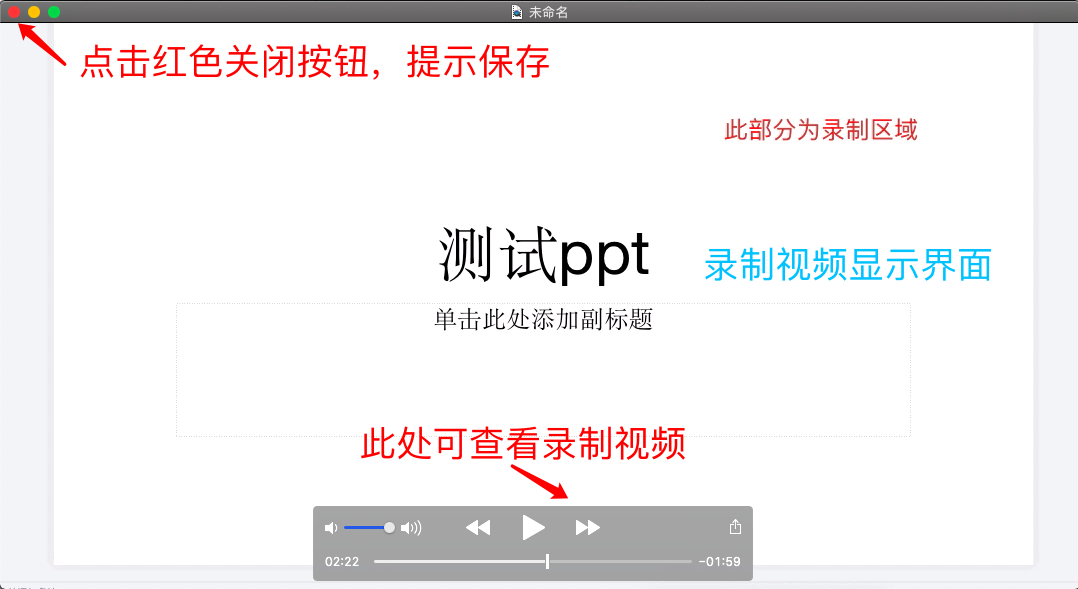 未命名
点击红色关闭按钮，提示保存
此部分为录制区域
测试ppt
录制视频显示界面
单击此处添加副标题
此处可查看录制视频
02:22
-01:59